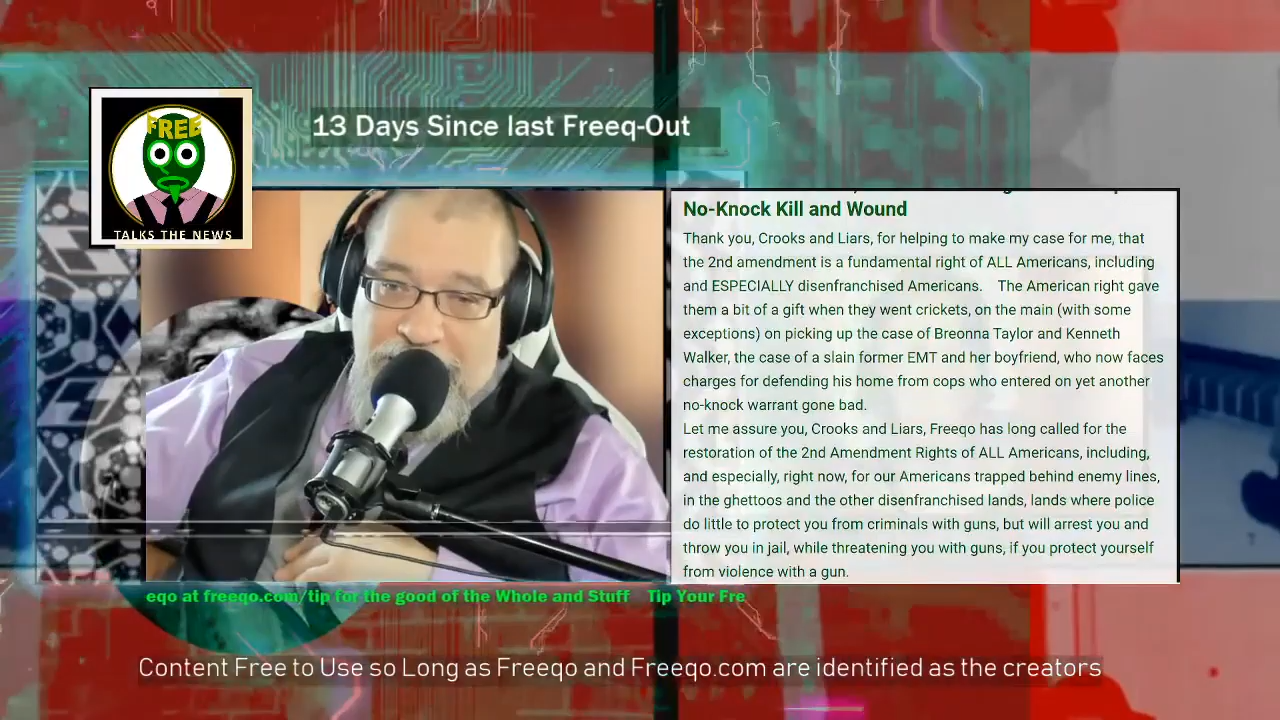 13 Days Since last Freeq-Out
FREE
TALKS THE NEWS
No-Knock Kill and Wound
Thank you, Crooks and Liars, for helping to make my case for me, that
the 2nd amendment is a fundamental right of ALL Americans, including
and ESPECIALLY disenfranchised Americans. The American right gave
them a bit of a gift when they went crickets, on the main (with some
exceptions) on picking up the case of Breonna Taylor and Kenneth
Walker, the case of a slain former EMT and her boyfriend, who now faces
charges for defending his home from cops who entered on yet another
no-knock warrant gone bad.
Let me assure you, Crooks and Liars, Freeqo has long called for the
restoration of the 2nd Amendment Rights of ALL Americans, including,
and especially, right now, for our Americans trapped behind enemy lines,
in the ghettoos and the other disenfranchised lands, lands where police
do little to protect you from criminals with guns, but will arrest you and
throw you in jail, while threatening you with guns, if you protect yourself
from violence with a gun.
eqo at freeqo.com/tip for the good of the Whole and Stuff Tip Your Fre
Content Free to Use so Long as Freeqo and Freeqo.com are identified as the creators